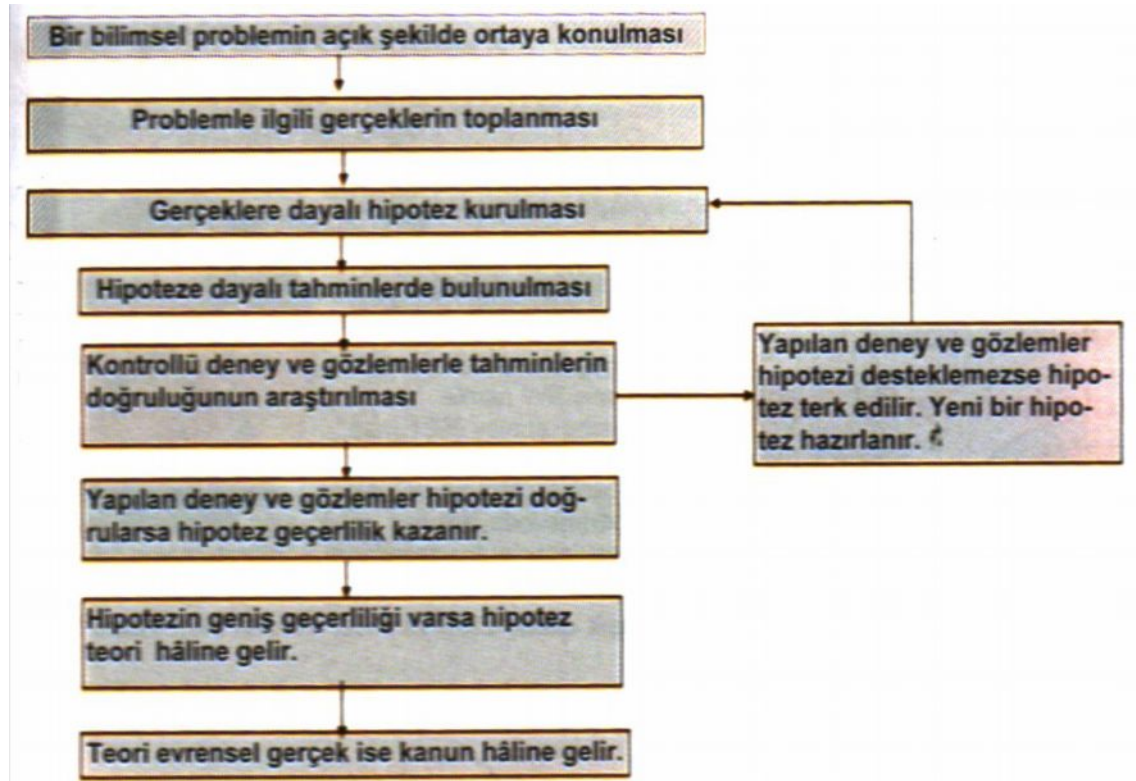 Bir bilimsel problemin açık şekilde ortaya konulması
Problemle ilgili gerçeklerin toplanması
Gerçeklere dayalı hipotez kurulması
Hipoteze dayalı tahminlerde bulunulması
Kontrollü deney ve gözlemlerle tahminlerin
doğruluğunun araştırılması
Yapılan deney ve gözlemler
hipotezi desteklemezse hipo-
tez terk edilir. Yeni bir hipo-
tez hazırlanır.
Yapılan deney ve gözlemler hipotezi doğ-
rularsa hipotez geçerlilik kazanır.
Hipotezin geniş geçerliliği varsa hipotez
teori hâline gelir.
Teori evrensel gerçek ise kanun hâline gelir.